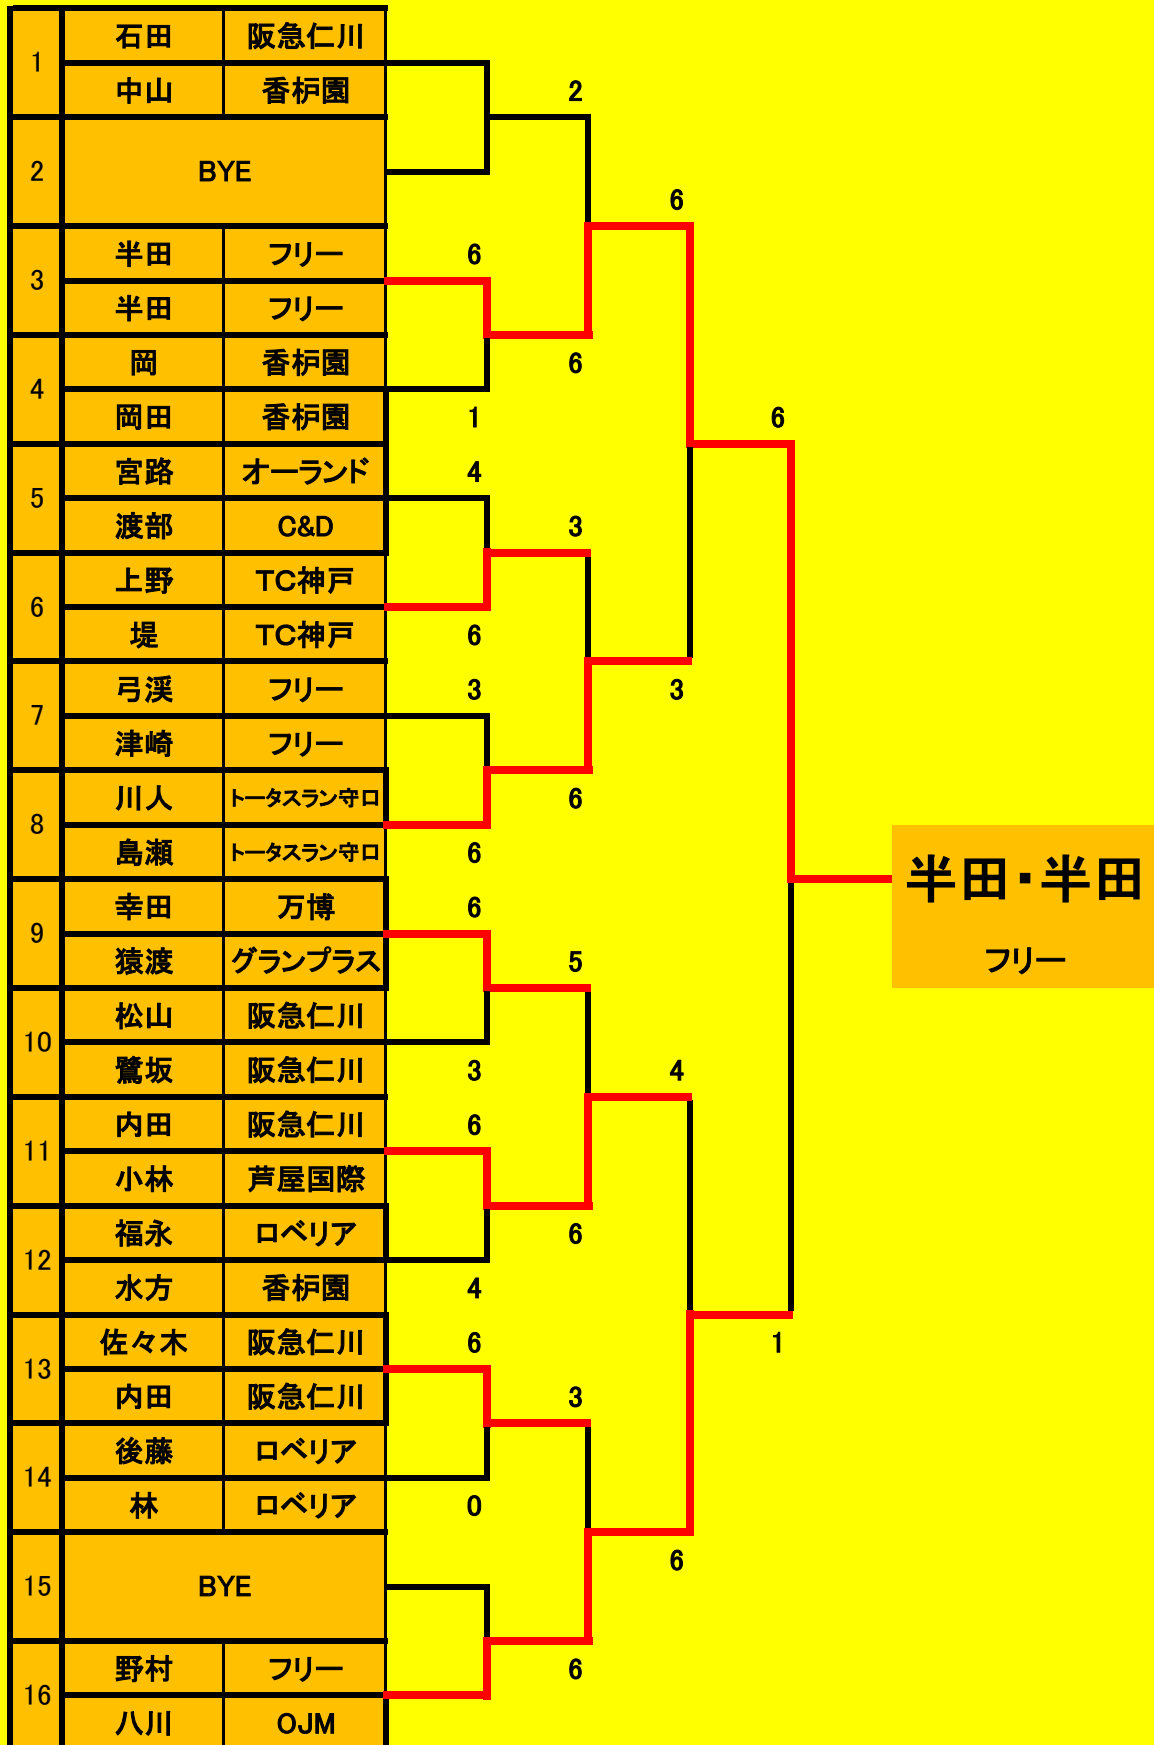 石田 阪急仁川
1
中山 香枦園
2
2 BYE
6
半田 フリー 6
3
半田 フリー
岡 香枦園 6
4
岡田 香枦園 1 6
宮路 オーランド 4
5
渡部 C&D 3
上野 TC神戸
6
堤 TC神戸 6
弓渓 フリー 3 3
7
津崎 フリー
川人 トータスラン守口 6
8
島瀬 トータスラン守口 6
半田・半田
幸田 万博 6
9
猿渡 グランプラス 5
フリー
松山 阪急仁川
10
鷺坂 阪急仁川 3 4
内田 阪急仁川 6
11
小林 芦屋国際
福永 ロベリア 6
12
水方 香枦園 4
佐々木 阪急仁川 6 1
13
内田 阪急仁川 3
後藤 ロベリア
14
林 ロベリア 0
6
15 BYE
野村 フリー 6
16
八川 OJM